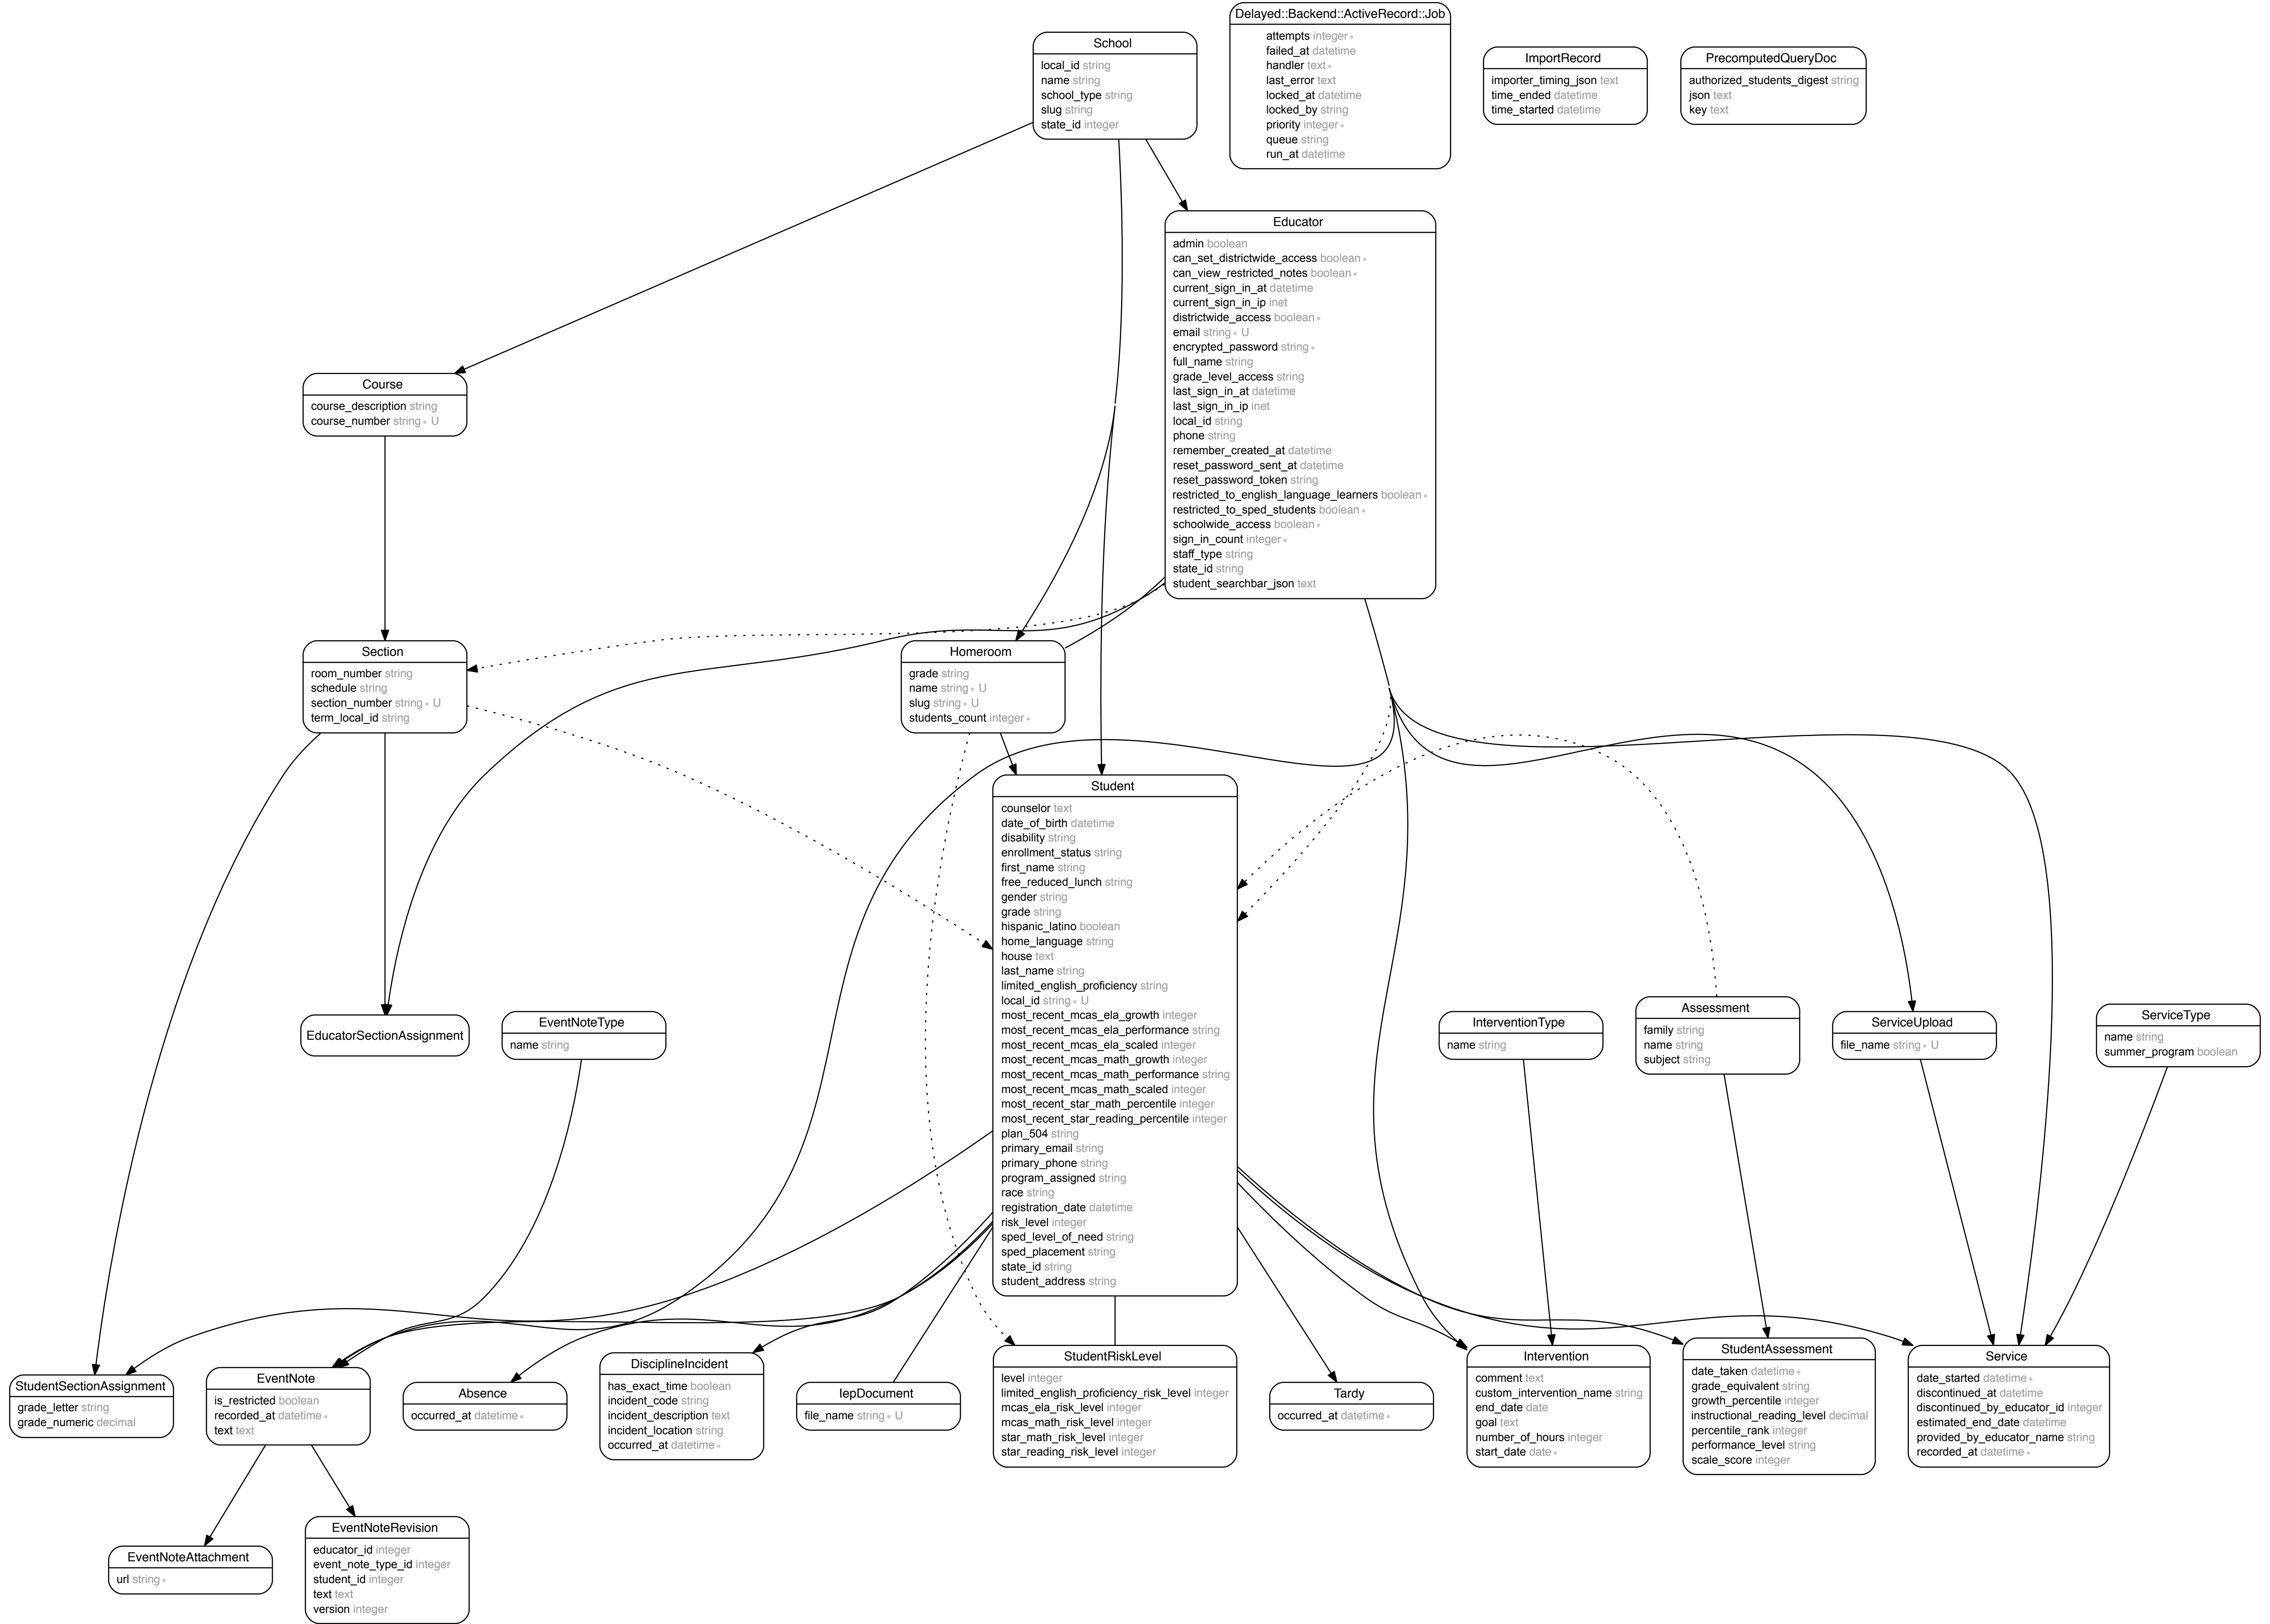 Delayed::Backend::ActiveRecord::Job
attempts integer ∗
failed_at datetime
handler text ∗
last_error text
locked_at datetime
locked_by string
priority integer ∗
queue string
run_at datetime
School
local_id string
name string
school_type string
slug string
state_id integer
ImportRecord
importer_timing_json text
time_ended datetime
time_started datetime
PrecomputedQueryDoc
authorized_students_digest string
json text
key text
Educator
admin boolean
can_set_districtwide_access boolean ∗
can_view_restricted_notes boolean ∗
current_sign_in_at datetime
current_sign_in_ip inet
districtwide_access boolean ∗
email string ∗ U
encrypted_password string ∗
full_name string
grade_level_access string
last_sign_in_at datetime
last_sign_in_ip inet
local_id string
phone string
remember_created_at datetime
reset_password_sent_at datetime
reset_password_token string
restricted_to_english_language_learners boolean ∗
restricted_to_sped_students boolean ∗
schoolwide_access boolean ∗
sign_in_count integer ∗
staff_type string
state_id string
student_searchbar_json text
Course
course_description string
course_number string ∗ U
Section
room_number string
schedule string
section_number string ∗ U
term_local_id string
Homeroom
grade string
name string ∗ U
slug string ∗ U
students_count integer ∗
Student
counselor text
date_of_birth datetime
disability string
enrollment_status string
first_name string
free_reduced_lunch string
gender string
grade string
hispanic_latino boolean
home_language string
house text
last_name string
limited_english_proficiency string
local_id string ∗ U
most_recent_mcas_ela_growth integer
most_recent_mcas_ela_performance string
most_recent_mcas_ela_scaled integer
most_recent_mcas_math_growth integer
most_recent_mcas_math_performance string
most_recent_mcas_math_scaled integer
most_recent_star_math_percentile integer
most_recent_star_reading_percentile integer
plan_504 string
primary_email string
primary_phone string
program_assigned string
race string
registration_date datetime
risk_level integer
sped_level_of_need string
sped_placement string
state_id string
student_address string
EducatorSectionAssignment
EventNoteType
name string
InterventionType
name string
Assessment
family string
name string
subject string
ServiceUpload
file_name string ∗ U
ServiceType
name string
summer_program boolean
StudentSectionAssignment
grade_letter string
grade_numeric decimal
EventNote
is_restricted boolean
recorded_at datetime ∗
text text
Absence
occurred_at datetime ∗
DisciplineIncident
has_exact_time boolean
incident_code string
incident_description text
incident_location string
occurred_at datetime ∗
IepDocument
file_name string ∗ U
StudentRiskLevel
level integer
limited_english_proficiency_risk_level integer
mcas_ela_risk_level integer
mcas_math_risk_level integer
star_math_risk_level integer
star_reading_risk_level integer
Tardy
occurred_at datetime ∗
Intervention
comment text
custom_intervention_name string
end_date date
goal text
number_of_hours integer
start_date date ∗
StudentAssessment
date_taken datetime ∗
grade_equivalent string
growth_percentile integer
instructional_reading_level decimal
percentile_rank integer
performance_level string
scale_score integer
Service
date_started datetime ∗
discontinued_at datetime
discontinued_by_educator_id integer
estimated_end_date datetime
provided_by_educator_name string
recorded_at datetime ∗
EventNoteAttachment
url string ∗
EventNoteRevision
educator_id integer
event_note_type_id integer
student_id integer
text text
version integer